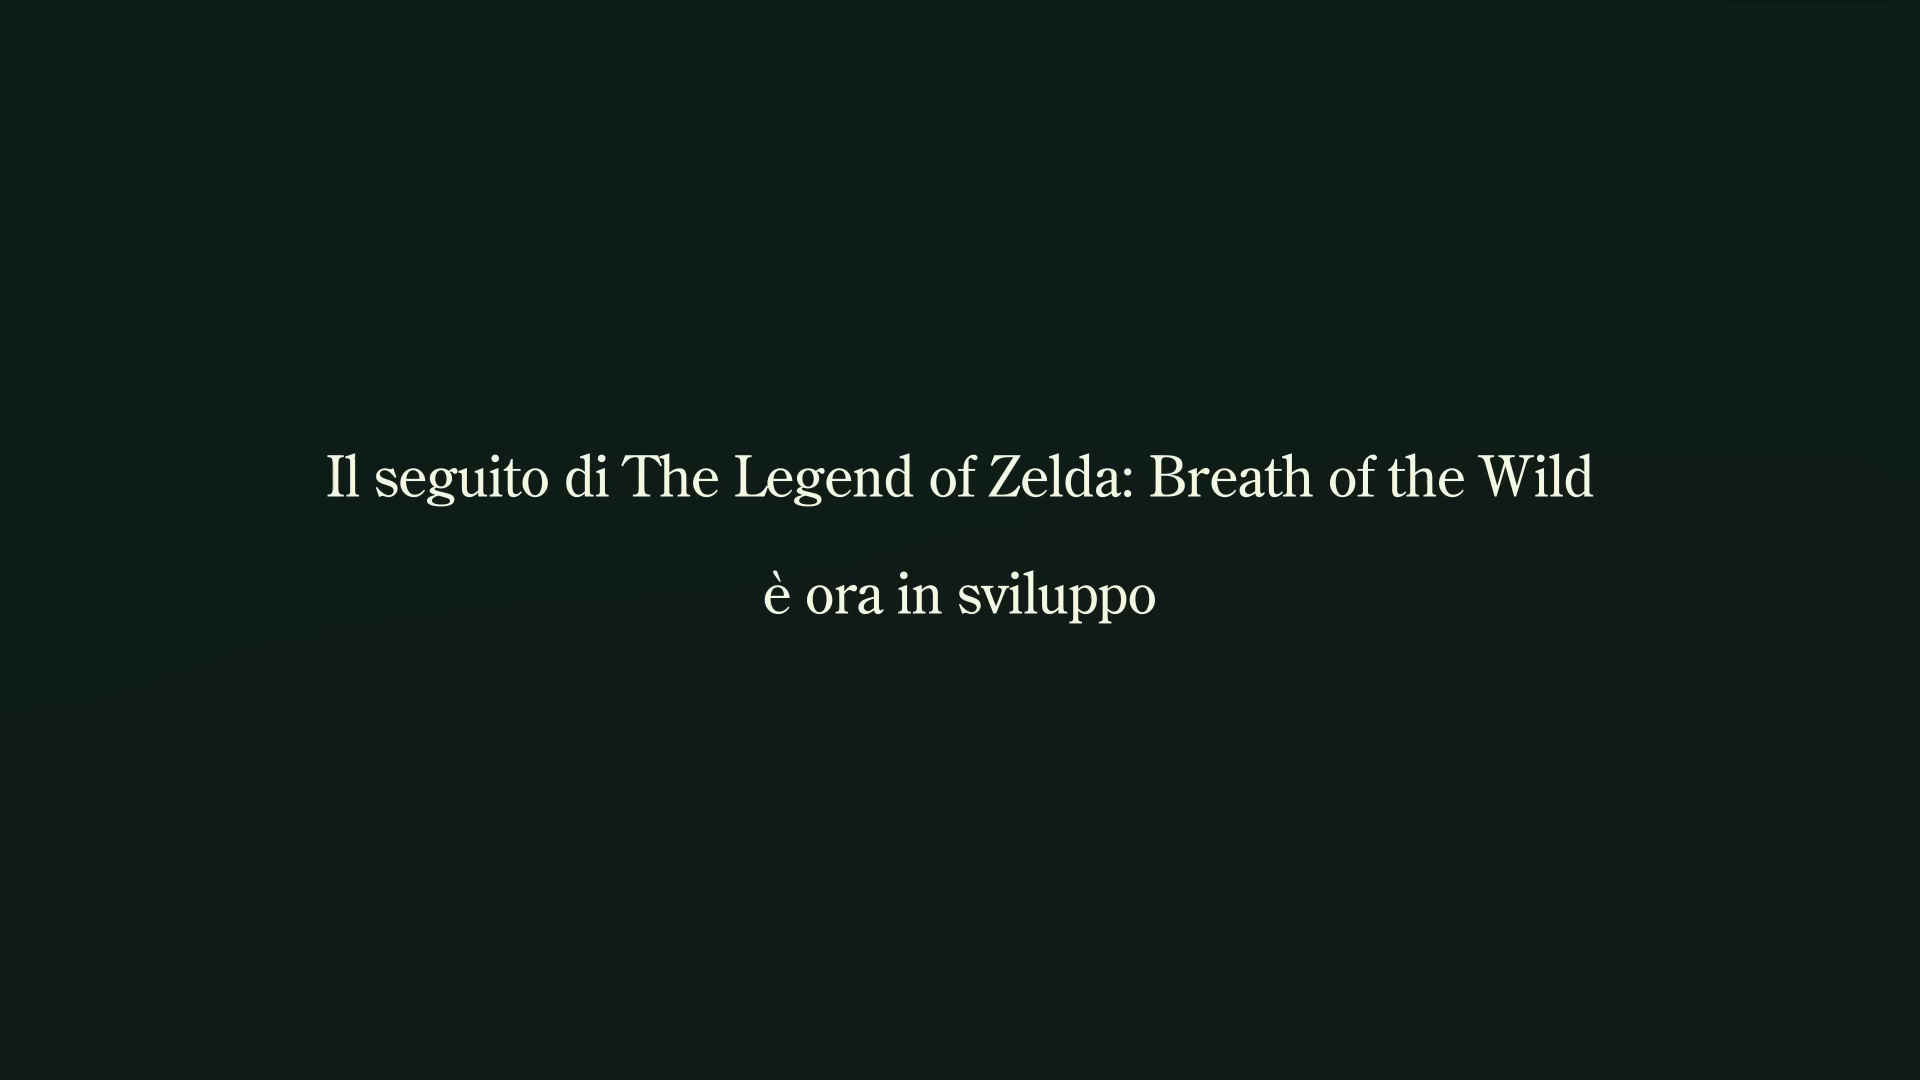 Il seguito di The Legend of Zelda: Breath of the Wild
è ora in sviluppo